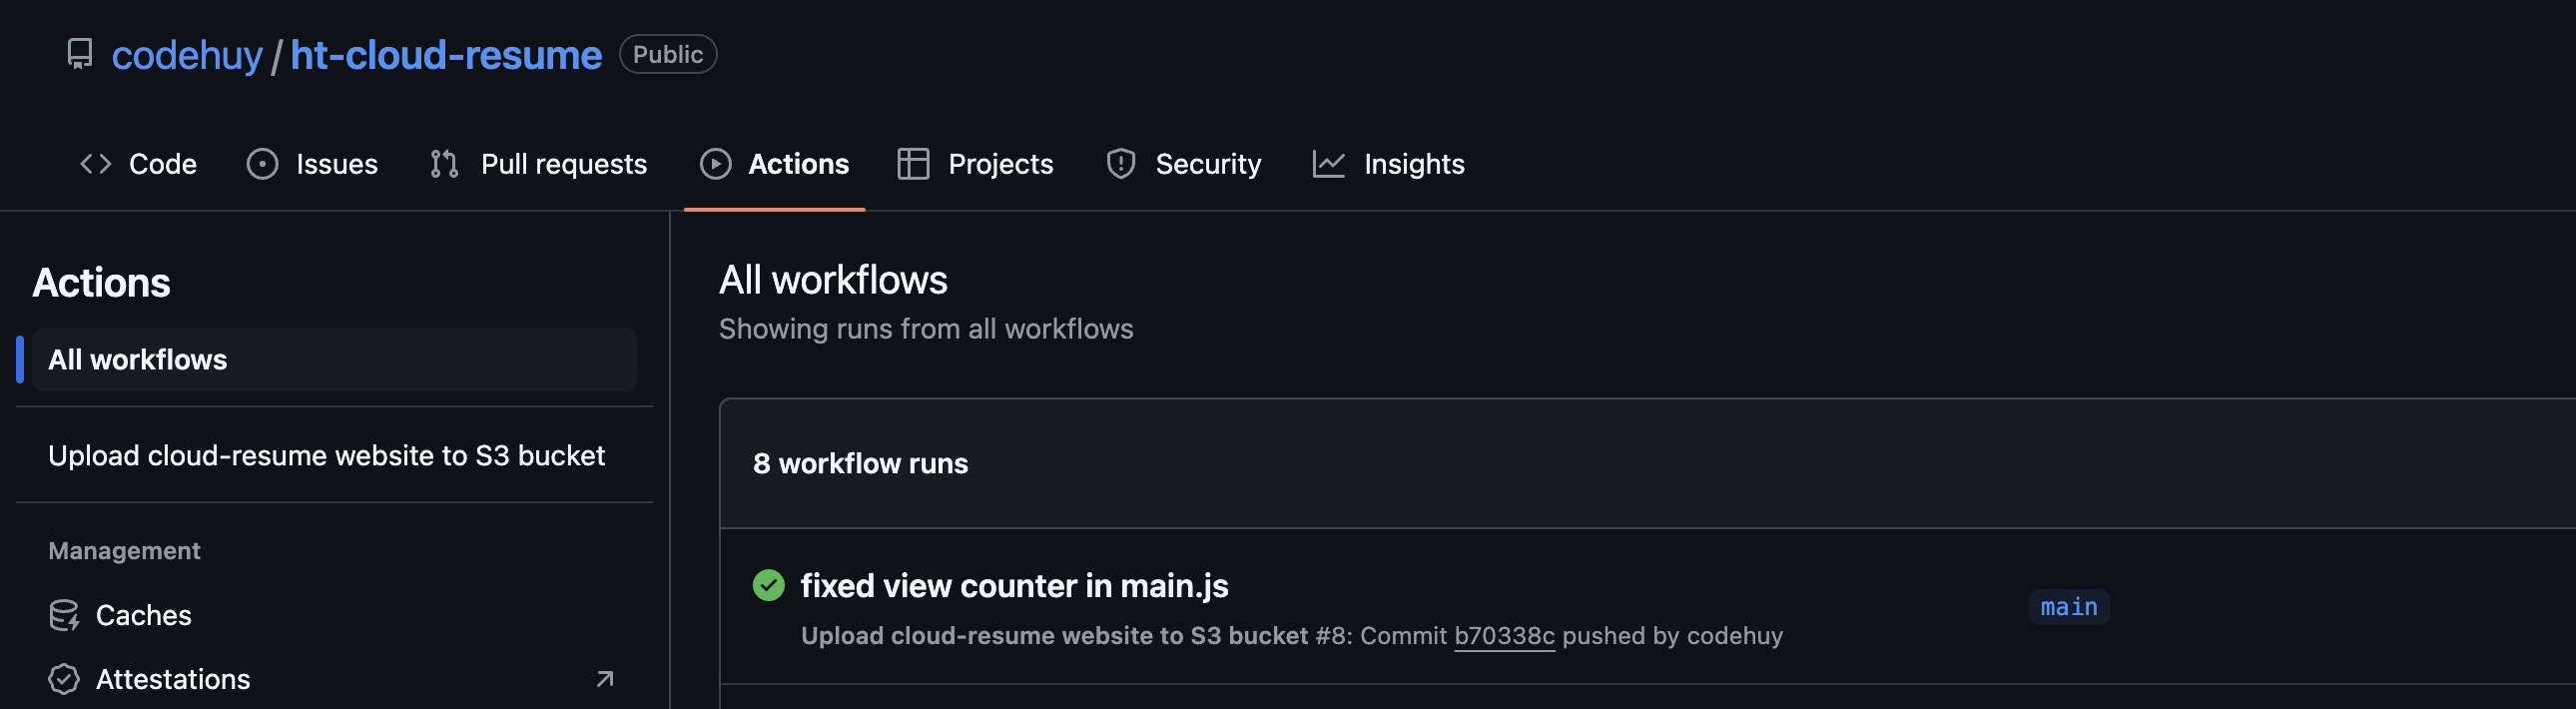 codehuy / ht-cloud-resume Public
Code Issues Pull requests Actions Projects Security Insights
Actions
All workflows
Upload cloud-resume website to S3 bucket
Management
Caches
Attestations
All workflows
Showing runs from all workflows
8 workflow runs
fixed view counter in main.js
main
Upload cloud-resume website to S3 bucket #8: Commit b70338c pushed by codehuy